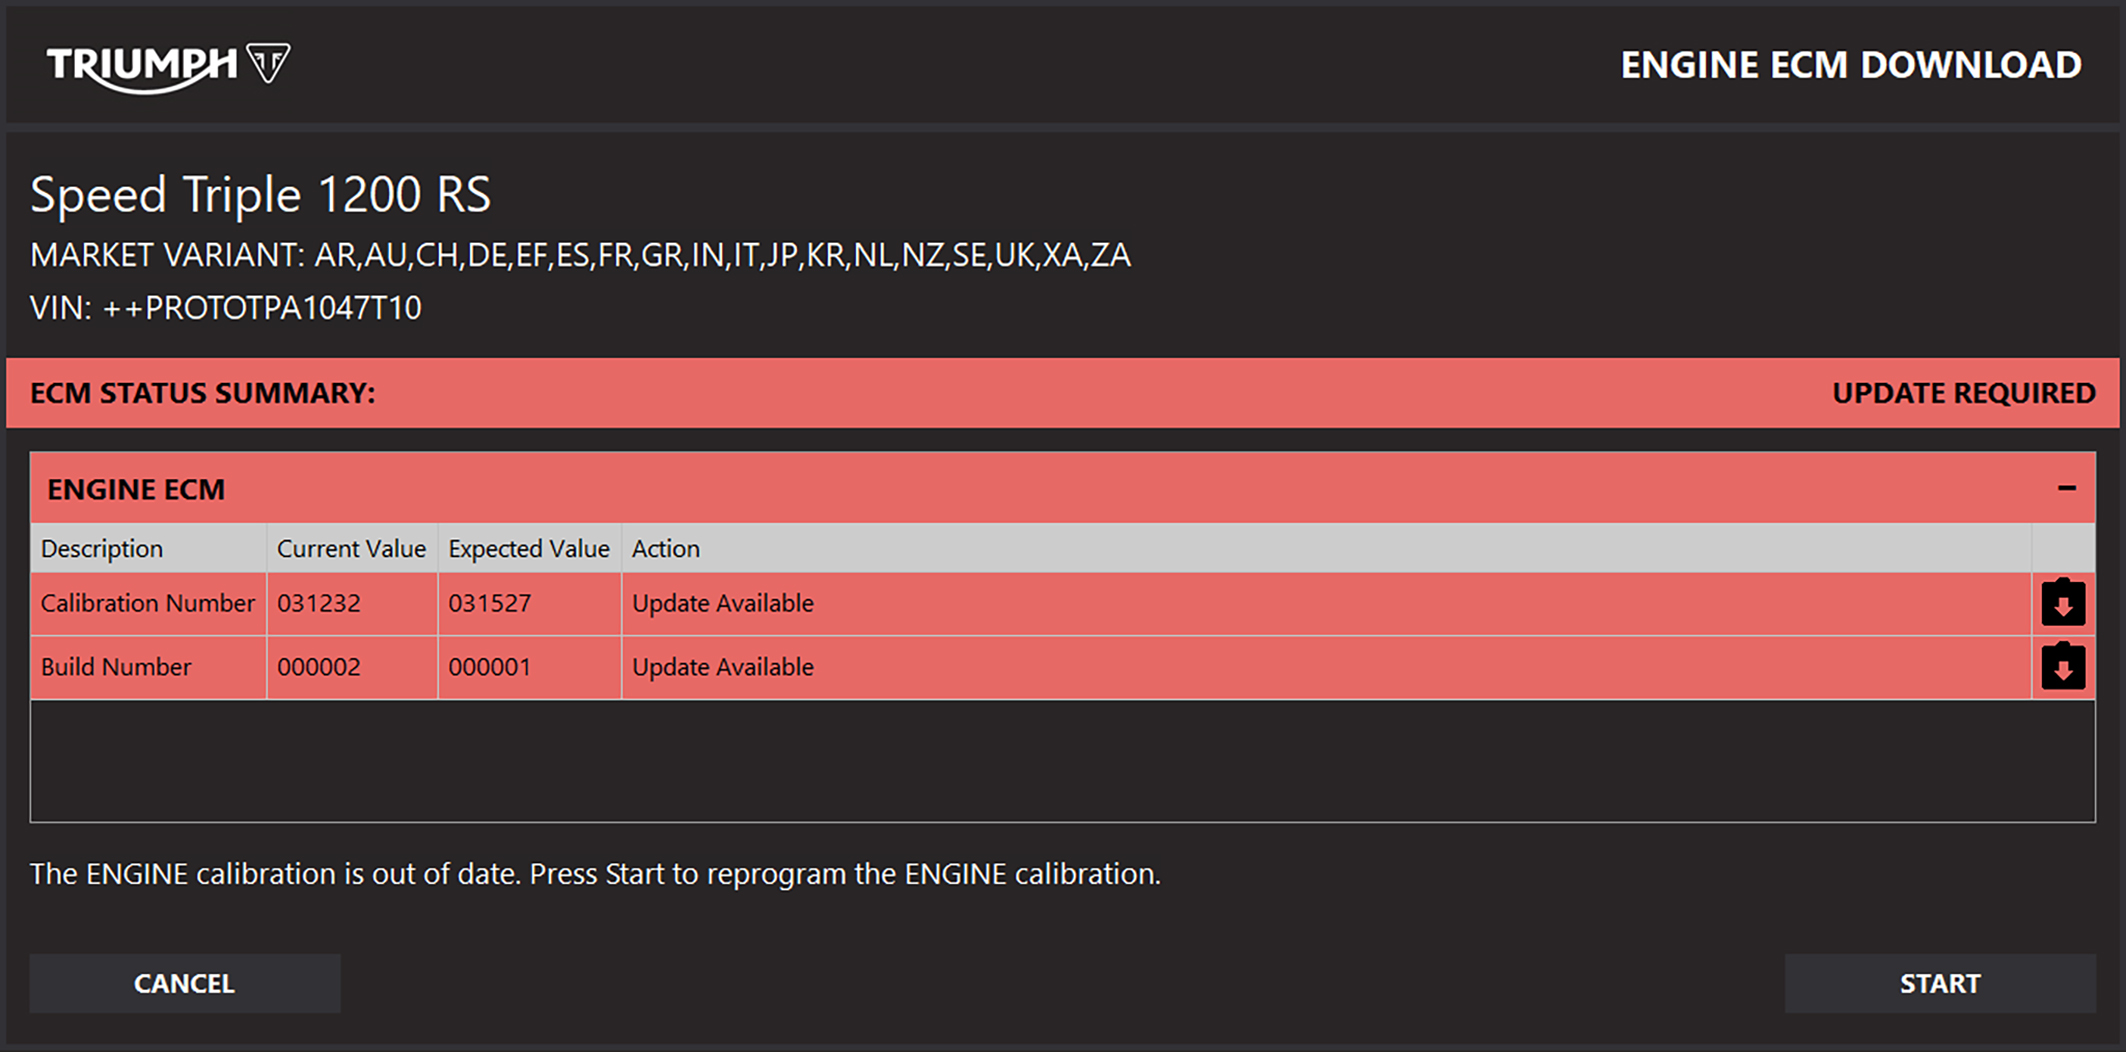 TRIUMPH
ENGINE ECM DOWNLOAD
Speed Triple 1200 RS
MARKET VARIANT: AR,AU,CH,DE,EF,ES,FR,GR,IN,IT,JP,KR,NL,NZ,SE,UK,XA,ZA
VIN: ++PROTOTPA1047T10
ECM STATUS SUMMARY: UPDATE REQUIRED
ENGINE ECM
Description Current Value Expected Value Action
Calibration Number 031232 031527 Update Available
Build Number 000002 000001 Update Available
The ENGINE calibration is out of date. Press Start to reprogram the ENGINE calibration.
CANCEL START